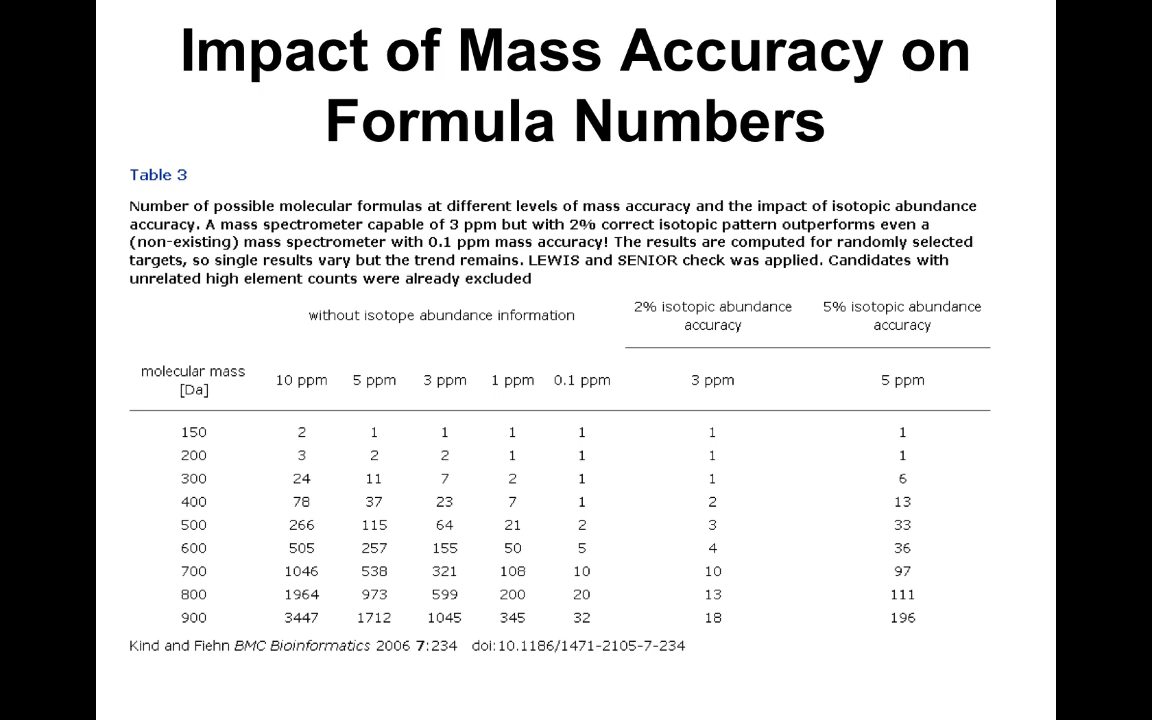 Impact of Mass Accuracy on
Formula Numbers
Table 3
Number of possible molecular formulas at different levels of mass accuracy and the impact of isotopic abundance
accuracy. A mass spectrometer capable of 3 ppm but with 2% correct isotopic pattern outperforms even a
(non-existing) mass spectrometer with 0.1 ppm mass accuracy! The results are computed for randomly selected
targets, so single results vary but the trend remains. LEWIS and SENIOR check was applied. Candidates with
unrelated high element counts were already excluded
without isotope abundance information 2% isotopic abundance accuracy 5% isotopic abundance accuracy
molecular mass [Da] 10 ppm 5 ppm 3 ppm 1 ppm 0.1 ppm 3 ppm 5 ppm
150 2 1 1 1 1 1 1
200 3 2 2 1 1 1 1
300 24 11 7 2 1 1 6
400 78 37 23 7 1 2 13
500 266 115 64 21 2 3 33
600 505 257 155 50 5 4 36
700 1046 538 321 108 10 10 97
800 1964 973 599 200 20 13 111
900 3447 1712 1045 345 32 18 196
Kind and Fiehn BMC Bioinformatics 2006 7:234 doi:10.1186/1471-2105-7-234